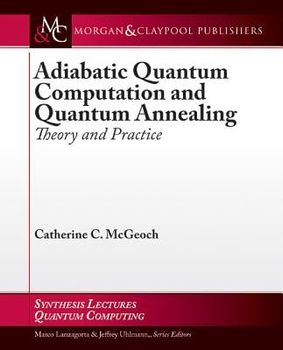 M&C
MORGAN & CLAYPOOL PUBLISHERS
Adiabatic Quantum
Computation and
Quantum Annealing
Theory and Practice
Catherine C. McGeoch
SYNTHESIS LECTURES
QUANTUM COMPUTING
Marco Lanzagorta & Jeffrey Uhlmann, Series Editors